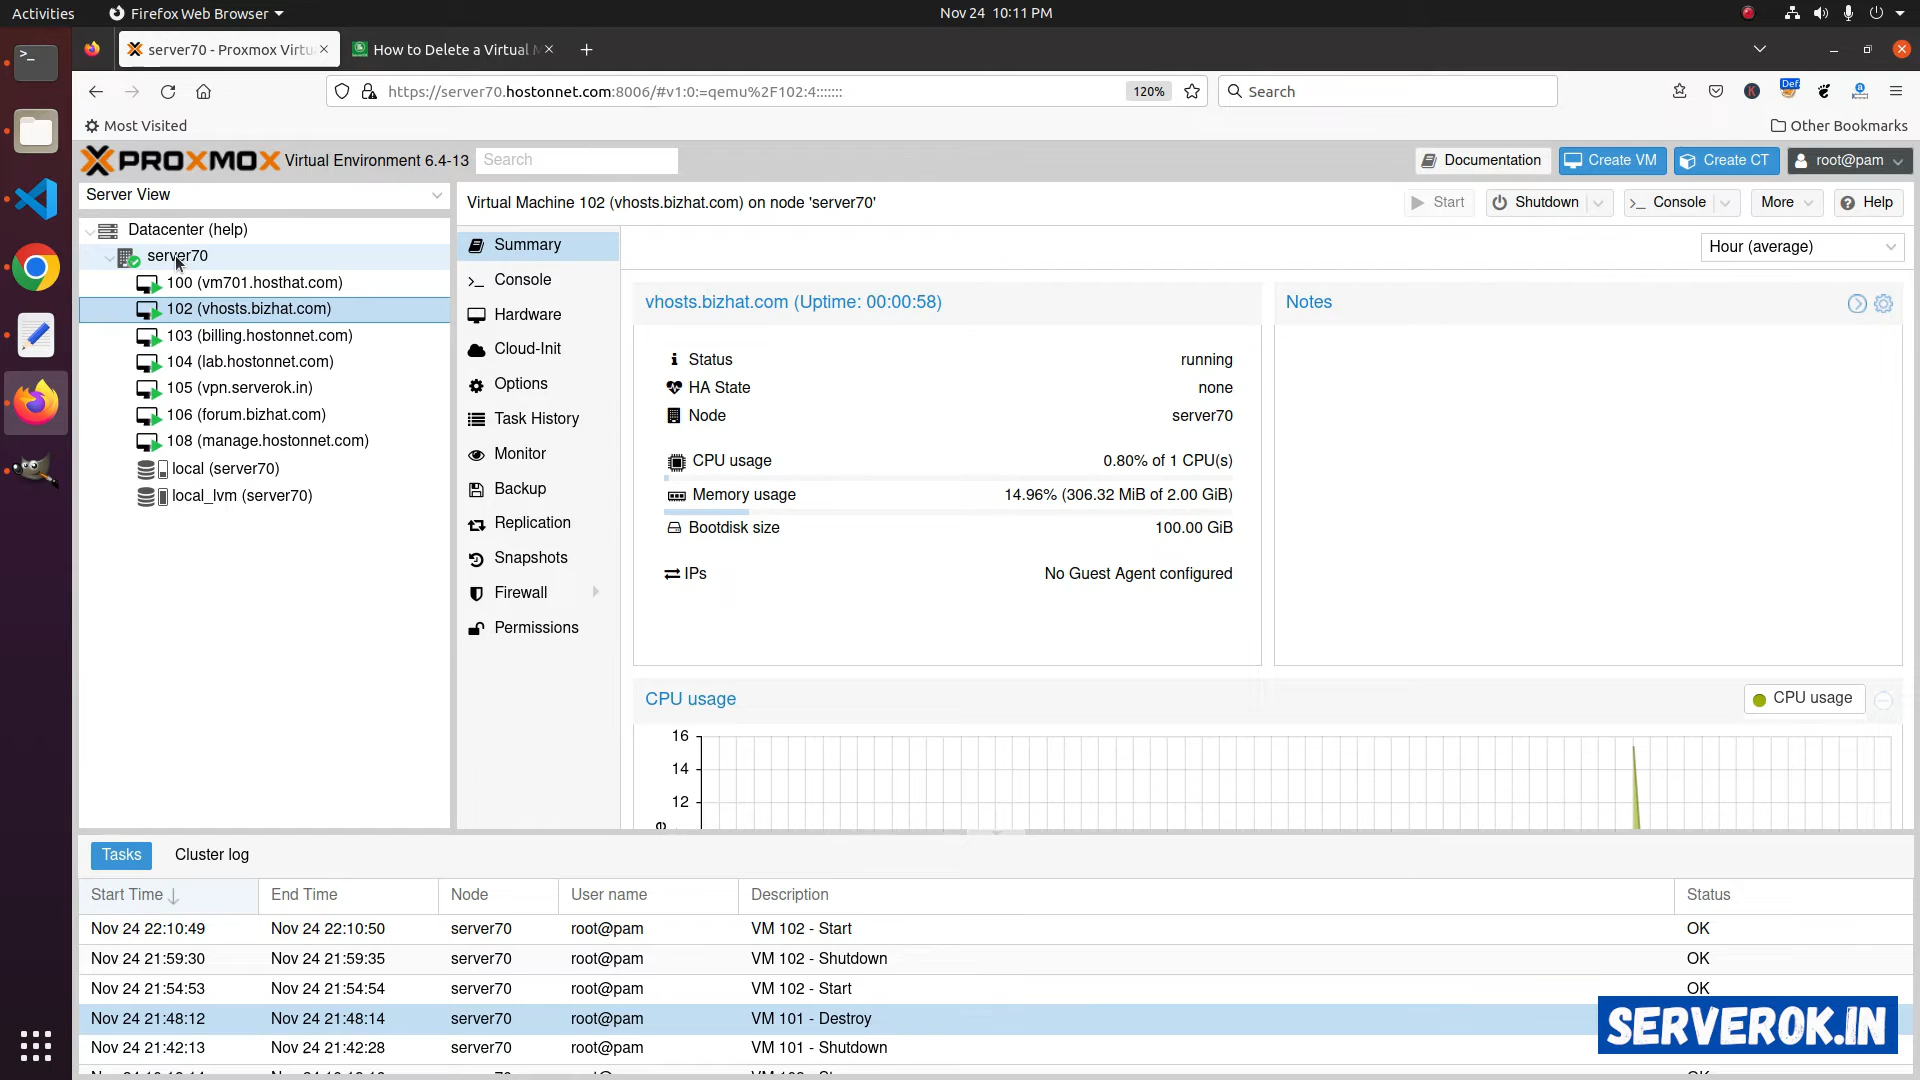 Activities
Firefox Web Browser
Nov 24 10:11 PM
server70 - Proxmox Virtu
How to Delete a Virtual
https://server70.hostonnet.com:8006/#v1:0:=qemu%2F102:4:::::::
120%
Search
Def
Most Visited
Other Bookmarks
PROXMOX
Virtual Environment 6.4-13
Search
Documentation
Create VM
Create CT
root@pam
Server View
Virtual Machine 102 (vhosts.bizhat.com) on node 'server70'
Start
Shutdown
Console
More
Help
Datacenter (help)
server70
100 (vm701.hosthat.com)
102 (vhosts.bizhat.com)
103 (billing.hostonnet.com)
104 (lab.hostonnet.com)
105 (vpn.serverok.in)
106 (forum.bizhat.com)
108 (manage.hostonnet.com)
local (server70)
local_lvm (server70)
Summary
Console
Hardware
Cloud-Init
Options
Task History
Monitor
Backup
Replication
Snapshots
Firewall
Permissions
Hour (average)
vhosts.bizhat.com (Uptime: 00:00:58)
Status running
HA State none
Node server70
CPU usage 0.80% of 1 CPU(s)
Memory usage 14.96% (306.32 MiB of 2.00 GiB)
Bootdisk size 100.00 GiB
IPs No Guest Agent configured
Notes
CPU usage
CPU usage
16
14
12
Tasks
Cluster log
Start Time End Time Node User name Description Status
Nov 24 22:10:49 Nov 24 22:10:50 server70 root@pam VM 102 - Start OK
Nov 24 21:59:30 Nov 24 21:59:35 server70 root@pam VM 102 - Shutdown OK
Nov 24 21:54:53 Nov 24 21:54:54 server70 root@pam VM 102 - Start OK
Nov 24 21:48:12 Nov 24 21:48:14 server70 root@pam VM 101 - Destroy
Nov 24 21:42:13 Nov 24 21:42:28 server70 root@pam VM 101 - Shutdown
SERVEROK.IN